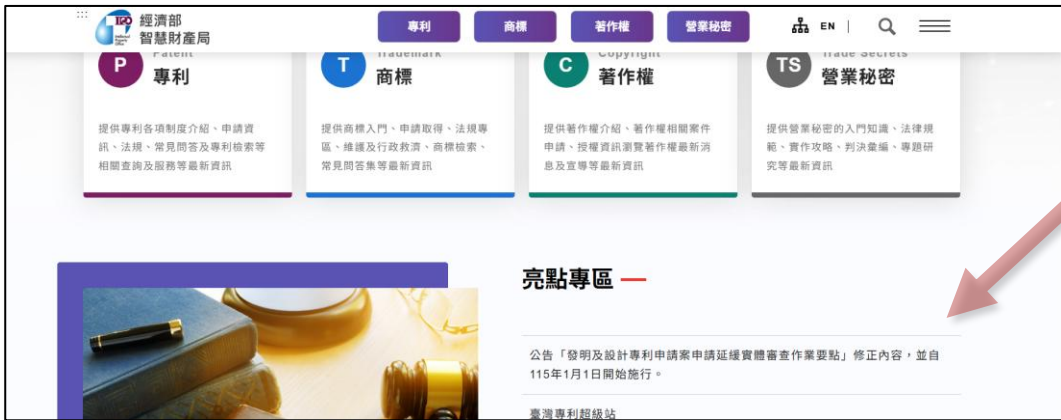 :::
TIPO
經濟部
智慧財產局
專利
商標
著作權
營業秘密
EN |
P
Patent
專利
提供專利各項制度介紹、申請資
訊、法規、常見問答及專利檢索等
相關查詢及服務等最新資訊
T
Trademark
商標
提供商標入門、申請取得、法規專
區、維護及行政救濟、商標檢索、
常見問答集等最新資訊
C
Copyright
著作權
提供著作權介紹、著作權相關案件
申請、授權資訊瀏覽著作權最新消
息及宣導等最新資訊
TS
Trade Secrets
營業秘密
提供營業秘密的入門知識、法律規
範、實作攻略、判決彙編、專題研
究等最新資訊
亮點專區
公告「發明及設計專利申請案申請延緩實體審查作業要點」修正內容，並自
115年1月1日開始施行。
臺灣專利超級站